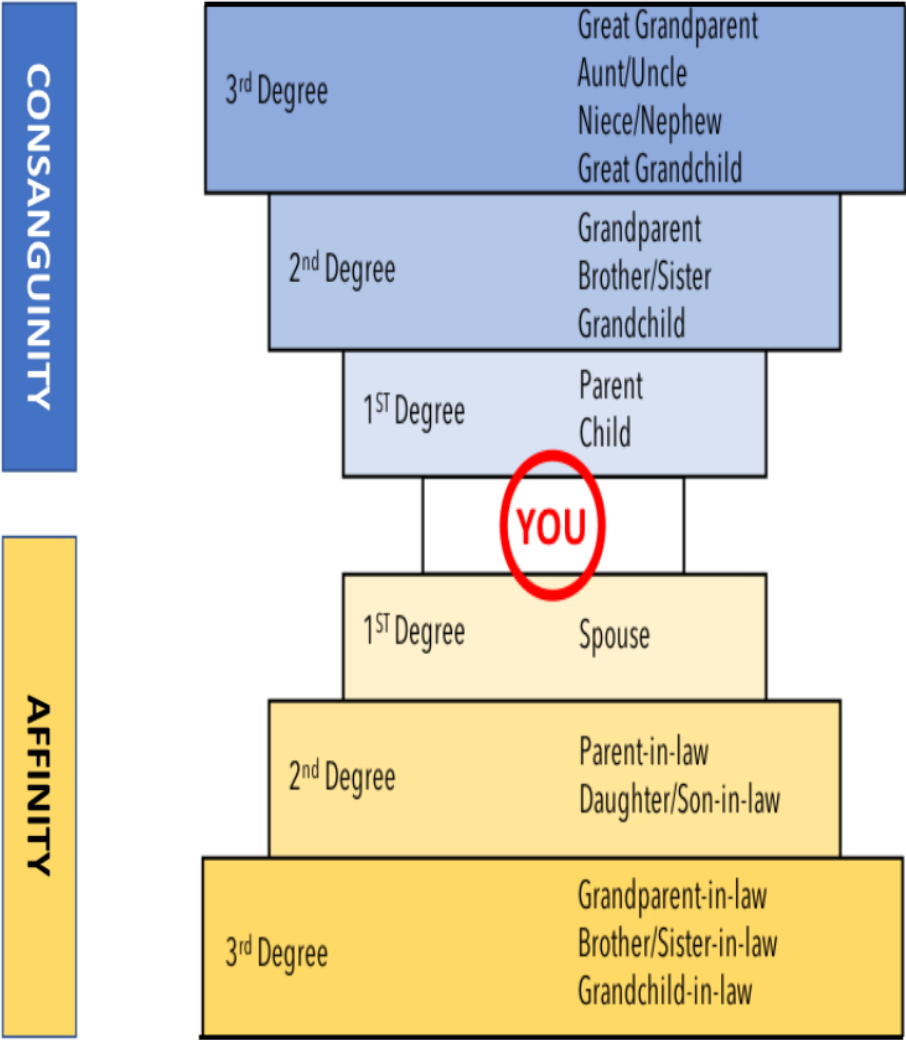 CONSANGUINITY
3rd Degree
Great Grandparent
Aunt/Uncle
Niece/Nephew
Great Grandchild
2nd Degree
Grandparent
Brother/Sister
Grandchild
1ST Degree
Parent
Child
YOU
AFFINITY
1ST Degree
Spouse
2nd Degree
Parent-in-law
Daughter/Son-in-law
3rd Degree
Grandparent-in-law
Brother/Sister-in-law
Grandchild-in-law